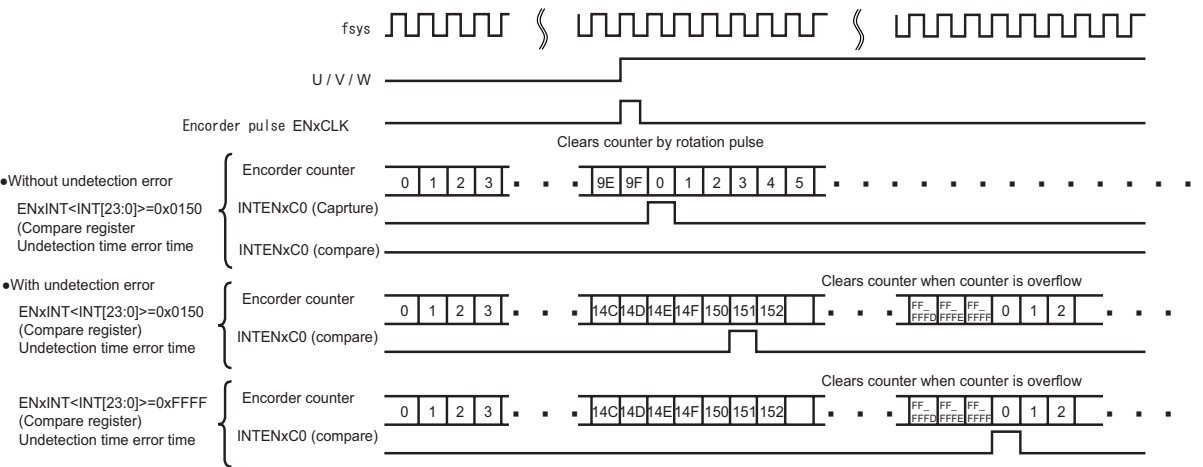 fsys
U / V / W
Encorder pulse ENxCLK
Clears counter by rotation pulse
●Without undetection error
ENxINT<INT[23:0]>=0x0150
(Compare register
Undetection time error time
Encorder counter
0 1 2 3 9E 9F 0 1 2 3 4 5
INTENxC0 (Caprture)
INTENxC0 (compare)
●With undetection error
Clears counter when counter is overflow
ENxINT<INT[23:0]>=0x0150
(Compare register)
Undetection time error time
Encorder counter
0 1 2 3 14C 14D 14E 14F 150 151 152 FF_FFFD FF_FFFE FF_FFFF 0 1 2
INTENxC0 (compare)
Clears counter when counter is overflow
ENxINT<INT[23:0]>=0xFFFF
(Compare register)
Undetection time error time
Encorder counter
0 1 2 3 14C 14D 14E 14F 150 151 152 FF_FFFD FF_FFFE FF_FFFF 0 1 2
INTENxC0 (compare)